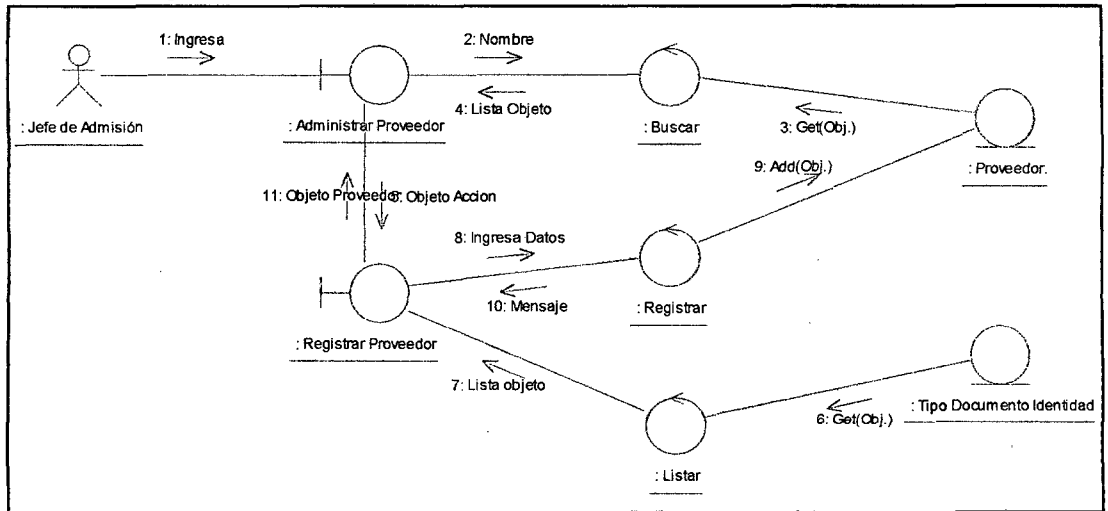 1: Ingresa
2: Nombre
4: Lista Objeto
: Jefe de Admisión
: Administrar Proveedor
: Buscar
3: Get(Obj.)
9: Add(Obj.)
: Proveedor.
11: Objeto Proveedor
5: Objeto Accion
8: Ingresa Datos
10: Mensaje
: Registrar
: Registrar Proveedor
7: Lista objeto
6: Get(Obj.)
: Tipo Documento Identidad
: Listar